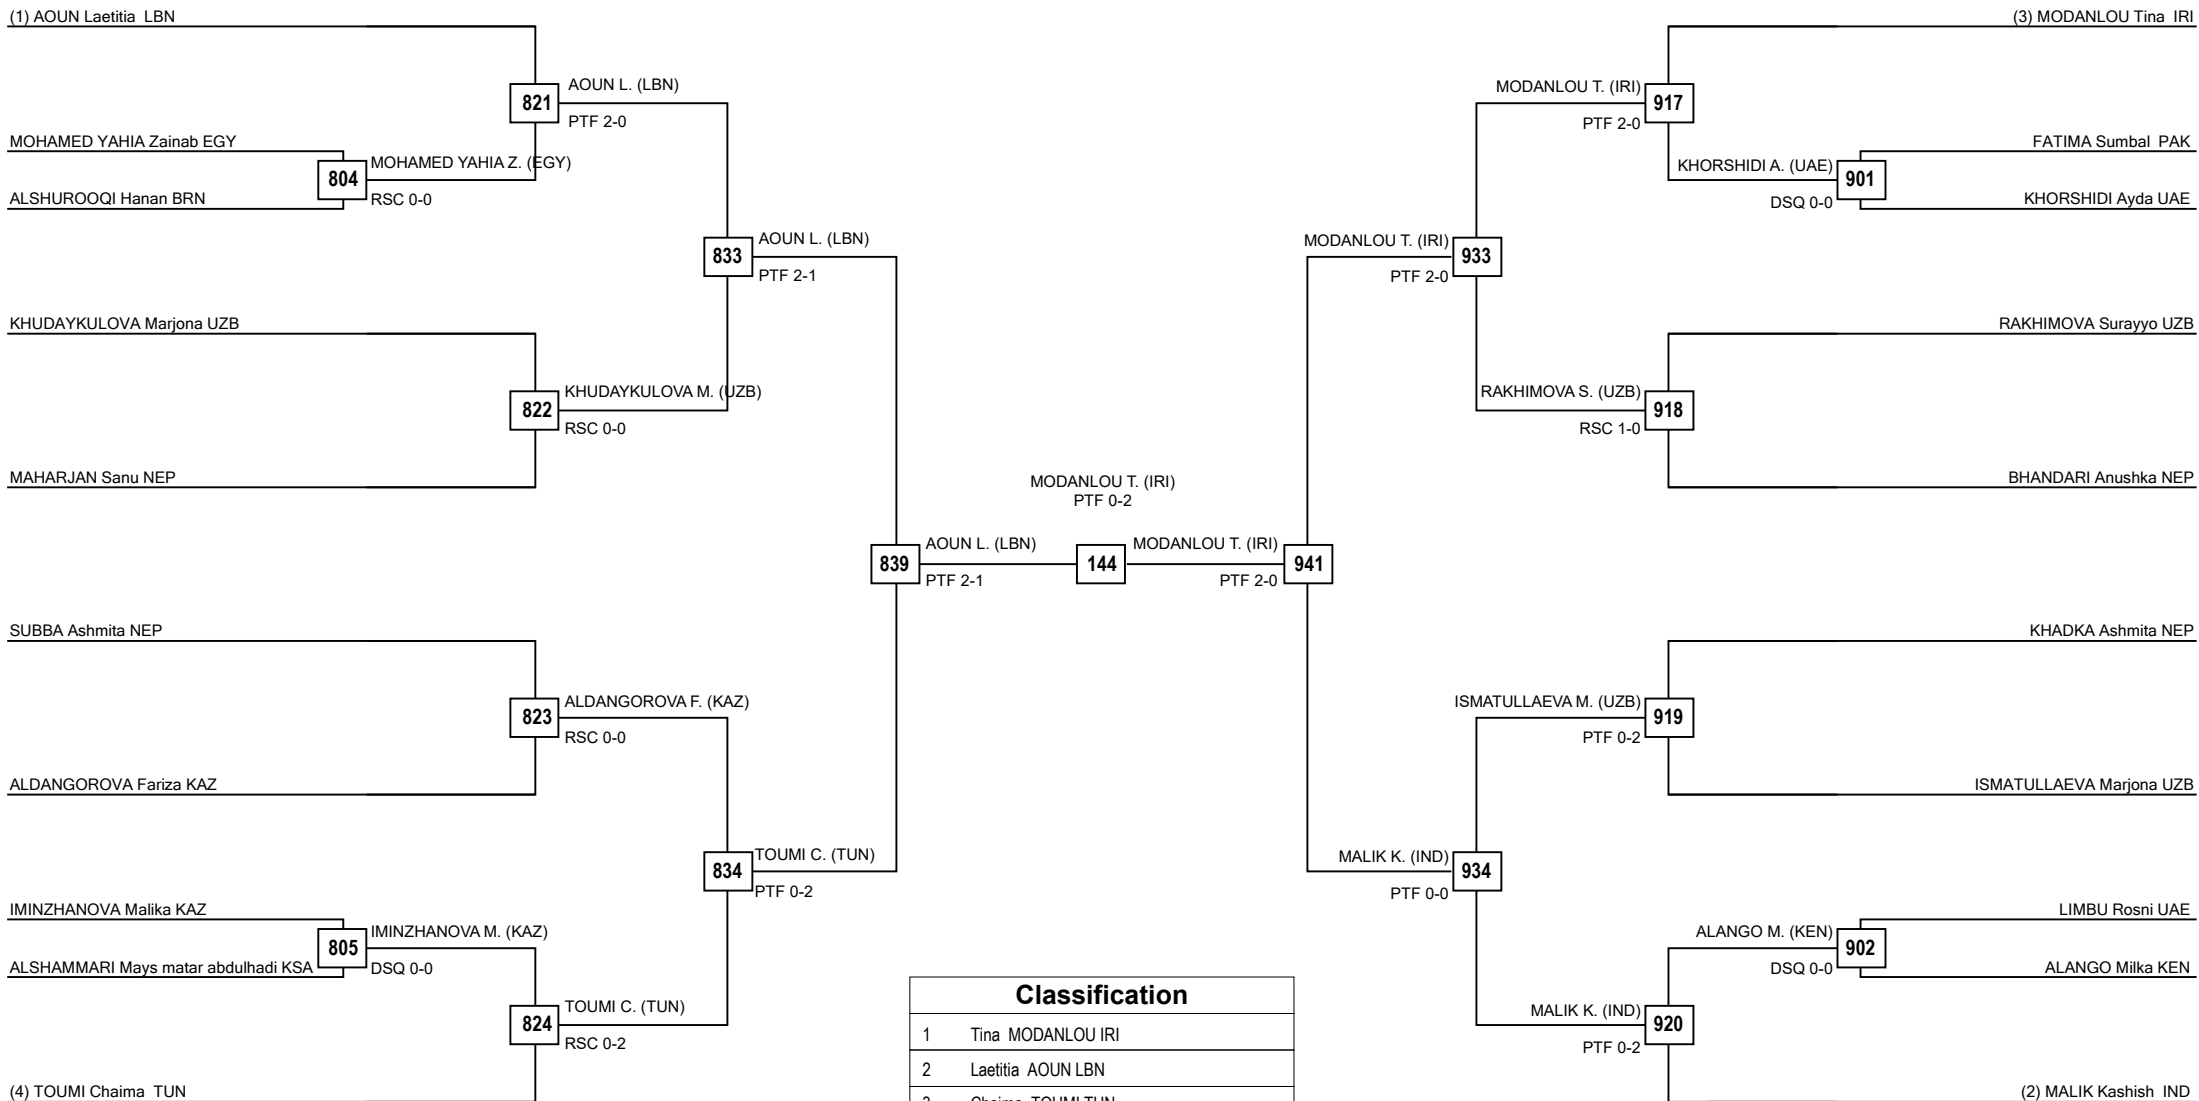 (1) AOUN Laetitia LBN
AOUN L. (LBN)
821
PTF 2-0
MOHAMED YAHIA Zainab EGY
MOHAMED YAHIA Z. (EGY)
804
ALSHUROOQI Hanan BRN
RSC 0-0
AOUN L. (LBN)
833
PTF 2-1
KHUDAYKULOVA Marjona UZB
KHUDAYKULOVA M. (UZB)
822
RSC 0-0
MAHARJAN Sanu NEP
AOUN L. (LBN)
839
PTF 2-1
SUBBA Ashmita NEP
ALDANGOROVA F. (KAZ)
823
RSC 0-0
ALDANGOROVA Fariza KAZ
TOUMI C. (TUN)
834
PTF 0-2
IMINZHANOVA Malika KAZ
IMINZHANOVA M. (KAZ)
805
ALSHAMMARI Mays matar abdulhadi KSA
DSQ 0-0
TOUMI C. (TUN)
824
RSC 0-2
(4) TOUMI Chaima TUN
MODANLOU T. (IRI)
PTF 0-2
144
(3) MODANLOU Tina IRI
MODANLOU T. (IRI)
917
PTF 2-0
FATIMA Sumbal PAK
KHORSHIDI A. (UAE)
901
KHORSHIDI Ayda UAE
DSQ 0-0
MODANLOU T. (IRI)
933
PTF 2-0
RAKHIMOVA Surayyo UZB
RAKHIMOVA S. (UZB)
918
RSC 1-0
BHANDARI Anushka NEP
MODANLOU T. (IRI)
941
PTF 2-0
KHADKA Ashmita NEP
ISMATULLAEVA M. (UZB)
919
PTF 0-2
ISMATULLAEVA Marjona UZB
MALIK K. (IND)
934
PTF 0-0
LIMBU Rosni UAE
ALANGO M. (KEN)
902
ALANGO Milka KEN
DSQ 0-0
MALIK K. (IND)
920
PTF 0-2
(2) MALIK Kashish IND
Classification
1 Tina MODANLOU IRI
2 Laetitia AOUN LBN
3 Chaima TOUMI TUN